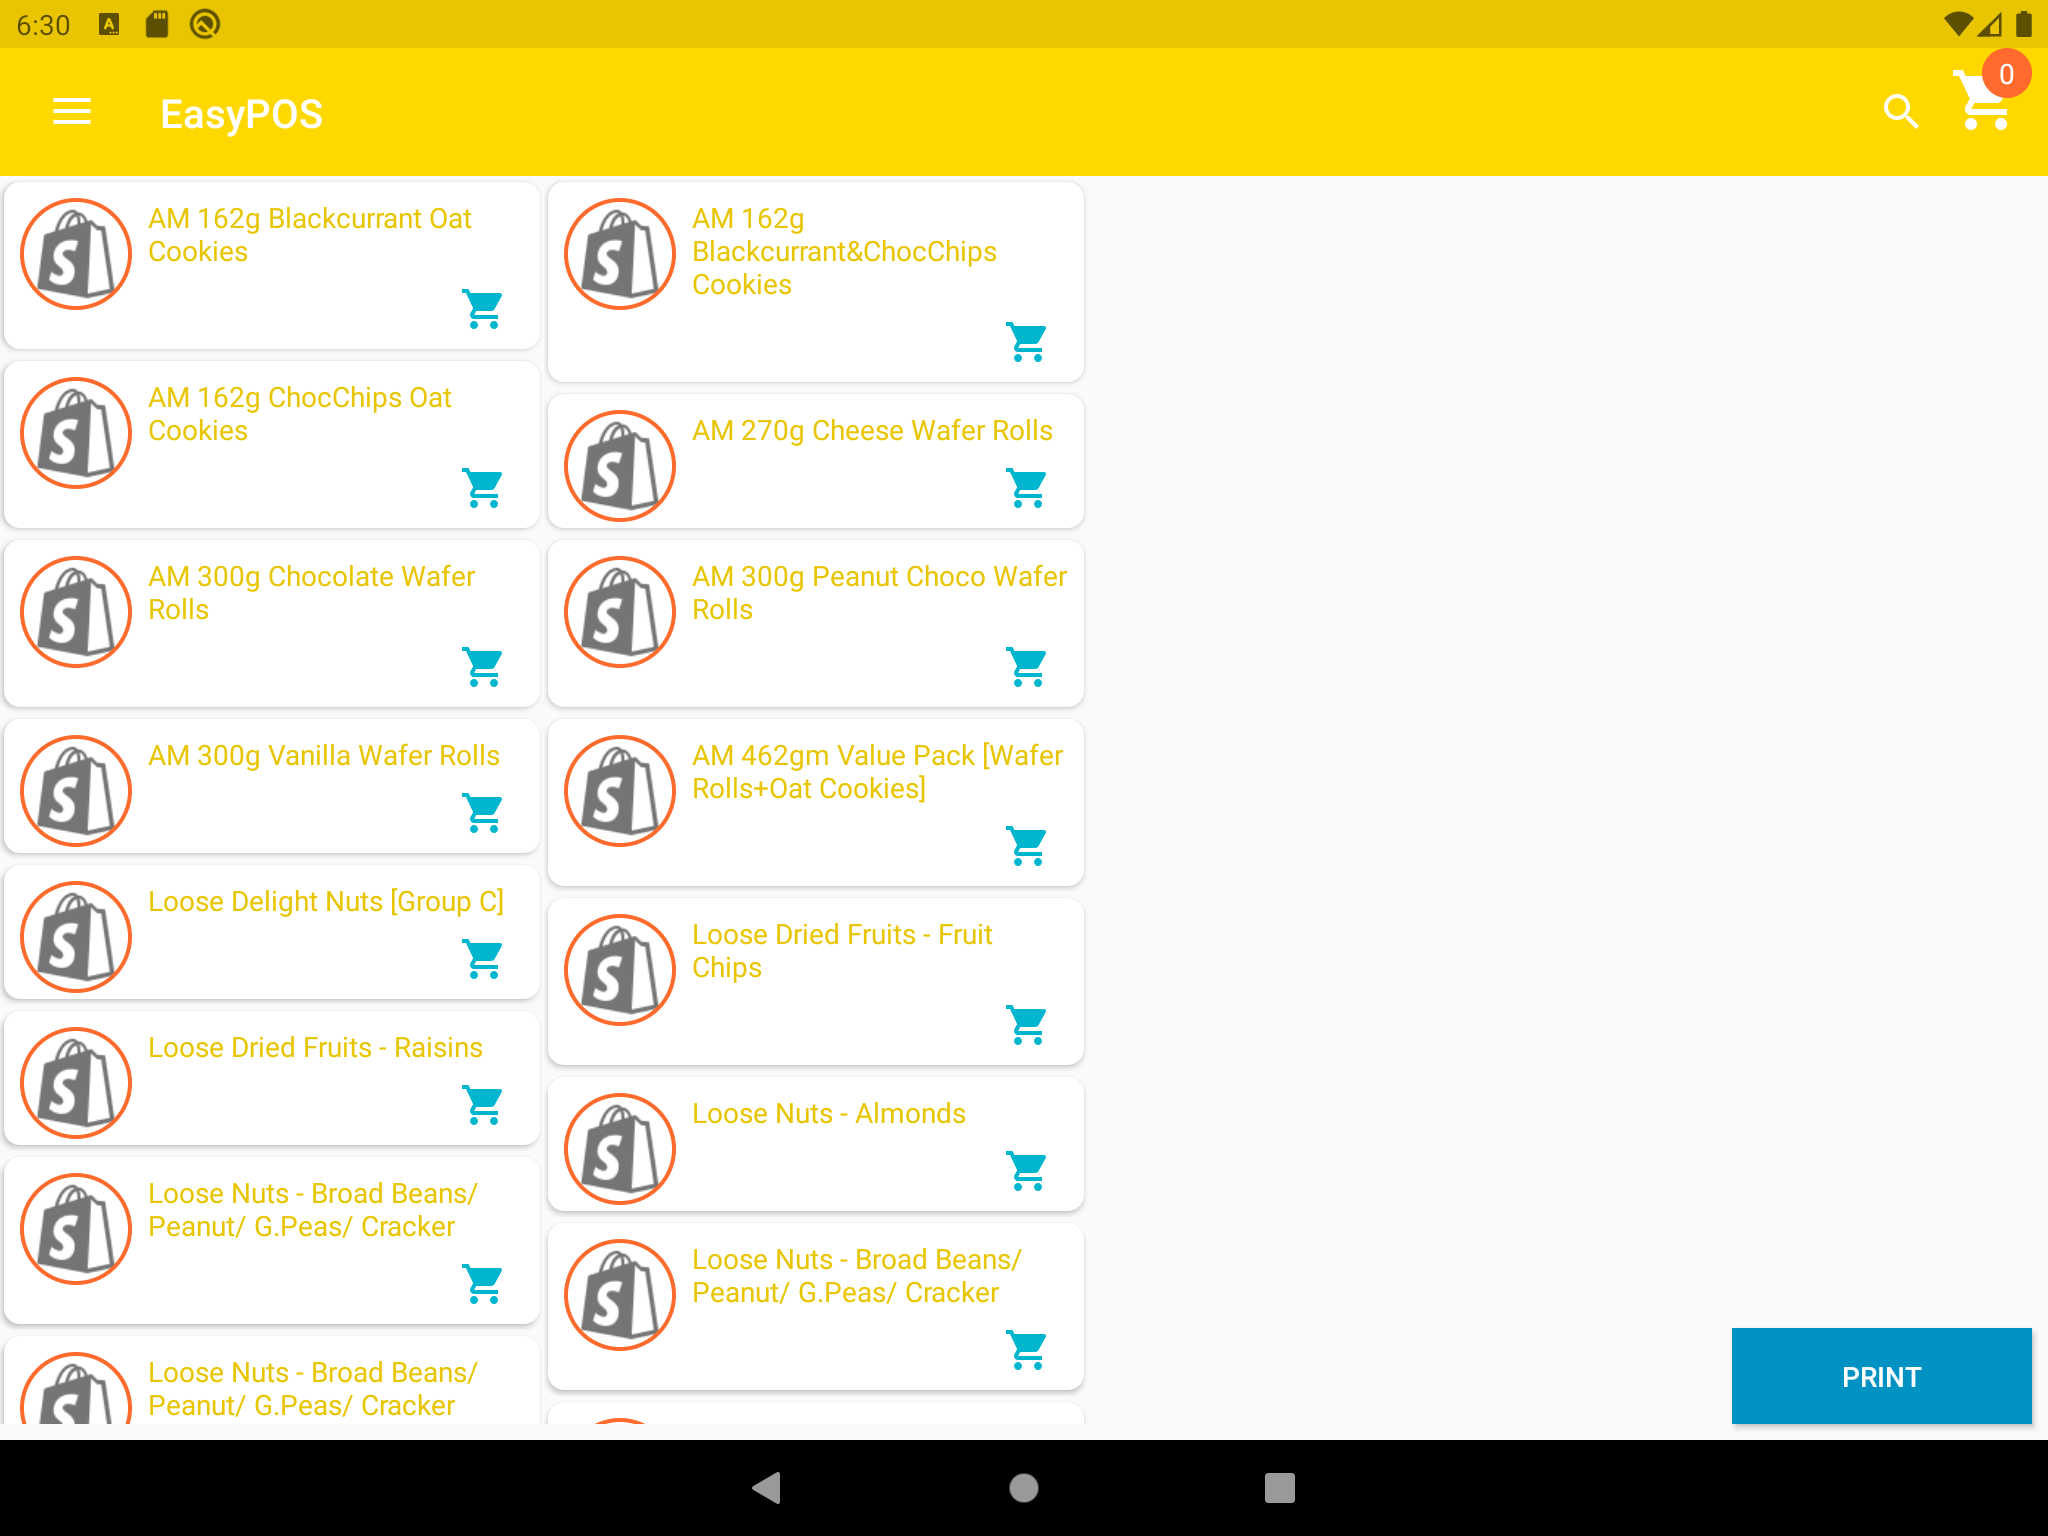 6:30
EasyPOS
0
AM 162g Blackcurrant Oat
Cookies
AM 162g
Blackcurrant&ChocChips
Cookies
AM 162g ChocChips Oat
Cookies
AM 270g Cheese Wafer Rolls
AM 300g Chocolate Wafer
Rolls
AM 300g Peanut Choco Wafer
Rolls
AM 300g Vanilla Wafer Rolls
AM 462gm Value Pack [Wafer
Rolls+Oat Cookies]
Loose Delight Nuts [Group C]
Loose Dried Fruits - Fruit
Chips
Loose Dried Fruits - Raisins
Loose Nuts - Almonds
Loose Nuts - Broad Beans/
Peanut/ G.Peas/ Cracker
Loose Nuts - Broad Beans/
Peanut/ G.Peas/ Cracker
Loose Nuts - Broad Beans/
Peanut/ G.Peas/ Cracker
PRINT